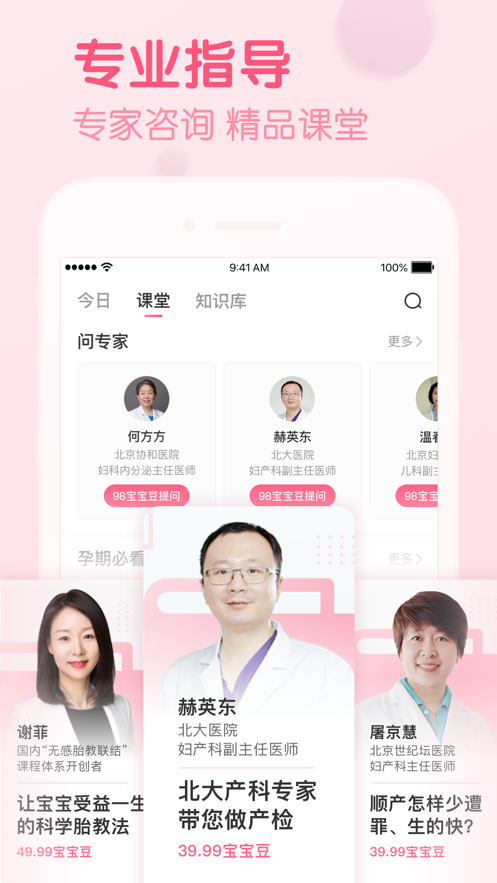 专业指导
专家咨询 精品课堂
9:41 AM
100%
今日
课堂
知识库
问专家
更多
何方方
北京协和医院
妇科内分泌主任医师
98宝宝豆提问
赫英东
北大医院
妇产科副主任医师
98宝宝豆提问
温
北京妇
儿科副主
98宝宝豆
孕期必看
更多
谢菲
国内“无感胎教联结”
课程体系开创者
让宝宝受益一生
的科学胎教法
49.99宝宝豆
赫英东
北大医院
妇产科副主任医师
北大产科专家
带您做产检
39.99宝宝豆
屠京慧
北京世纪坛医院
妇产科主任医师
顺产怎样少遭
罪、生的快？
39.99宝宝豆